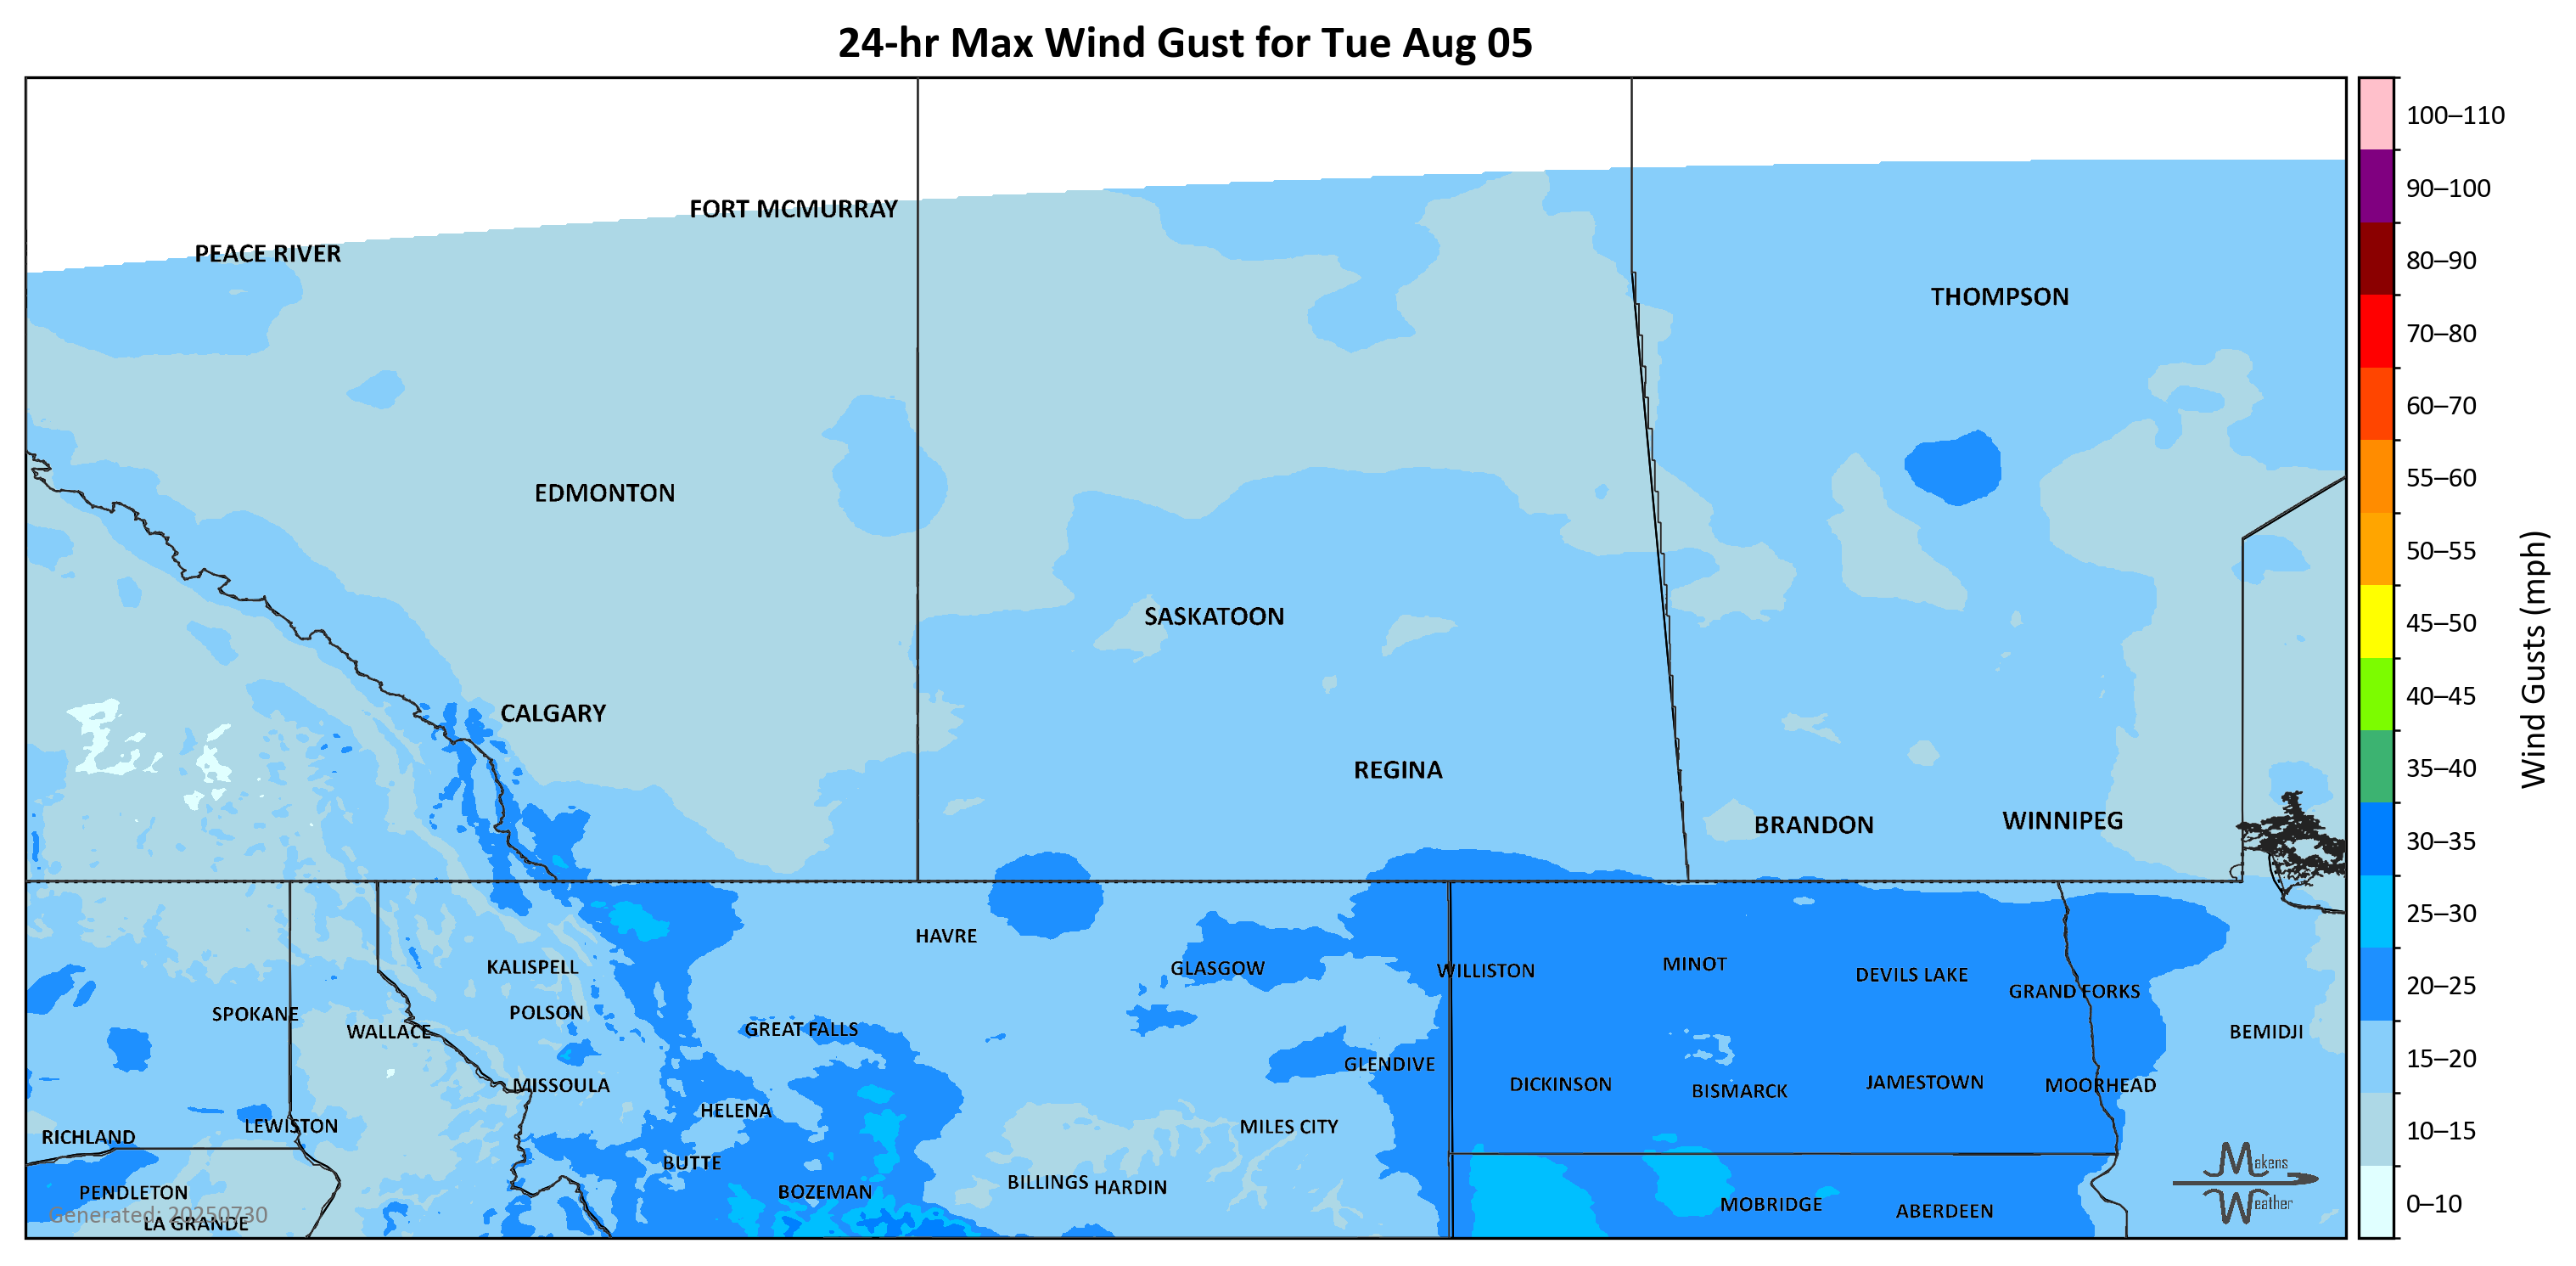 24-hr Max Wind Gust for Tue Aug 05
100–110
FORT MCMURRAY
90–100
PEACE RIVER
80–90
THOMPSON
70–80
60–70
55–60
EDMONTON
50–55
SASKATOON
45–50
Wind Gusts (mph)
40–45
CALGARY
35–40
REGINA
WINNIPEG
BRANDON
30–35
25–30
HAVRE
MINOT
KALISPELL
GLASGOW
WILLISTON
DEVILS LAKE
20–25
GRAND FORKS
SPOKANE
POLSON
WALLACE
GREAT FALLS
BEMIDJI
15–20
GLENDIVE
MISSOULA
DICKINSON
BISMARCK
JAMESTOWN
MOORHEAD
HELENA
LEWISTON
MILES CITY
RICHLAND
10–15
BUTTE
Makens
Weather
PENDLETON
BOZEMAN
BILLINGS
HARDIN
MOBRIDGE
ABERDEEN
0–10
Generated: 20250730
LA GRANDE